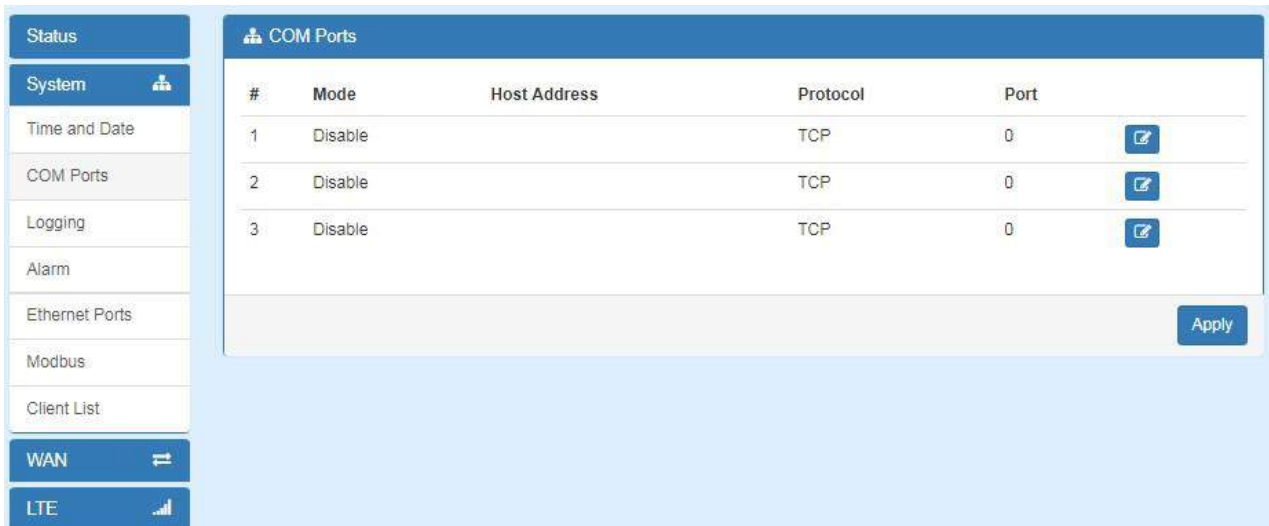 Status
System
Time and Date
COM Ports
Logging
Alarm
Ethernet Ports
Modbus
Client List
WAN
LTE
COM Ports
# Mode Host Address Protocol Port
1 Disable TCP 0
2 Disable TCP 0
3 Disable TCP 0
Apply